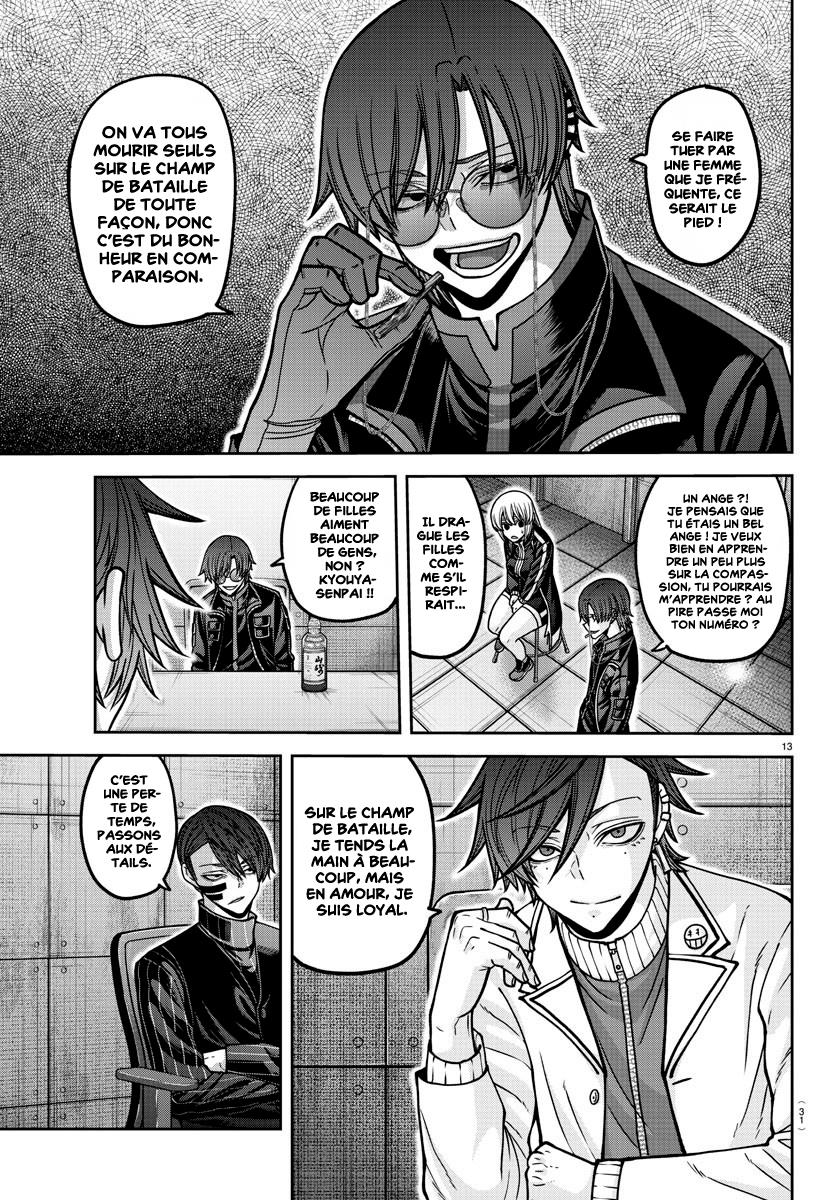 SE FAIRE
TUER PAR
UNE FEMME
QUE JE FRÉ-
QUENTE, CE
SERAIT LE
PIED !
ON VA TOUS
MOURIR SEULS
SUR LE CHAMP
DE BATAILLE
DE TOUTE
FAÇON, DONC
C'EST DU BON-
HEUR EN COM-
PARAISON.
UN ANGE ?!
JE PENSAIS QUE
TU ÉTAIS UN BEL
ANGE ! JE VEUX
BIEN EN APPREN-
DRE UN PEU PLUS
SUR LA COMPAS-
SION, TU POURRAIS
M'APPRENDRE ? AU
PIRE PASSE MOI
TON NUMÉRO ?
IL DRA-
GUE LES
FILLES
COM-
ME S'IL
RESPI-
RAIT...
BEAUCOUP
DE FILLES
AIMENT
BEAUCOUP
DE GENS,
NON ?
KYOUYA-
SENPAI !!
13
SUR LE CHAMP
DE BATAILLE,
JE TENDS LA
MAIN À BEAU-
COUP, MAIS
EN AMOUR, JE
SUIS LOYAL.
C'EST
UNE PER-
TE DE
TEMPS,
PASSONS
AUX DÉ-
TAILS.
(31)